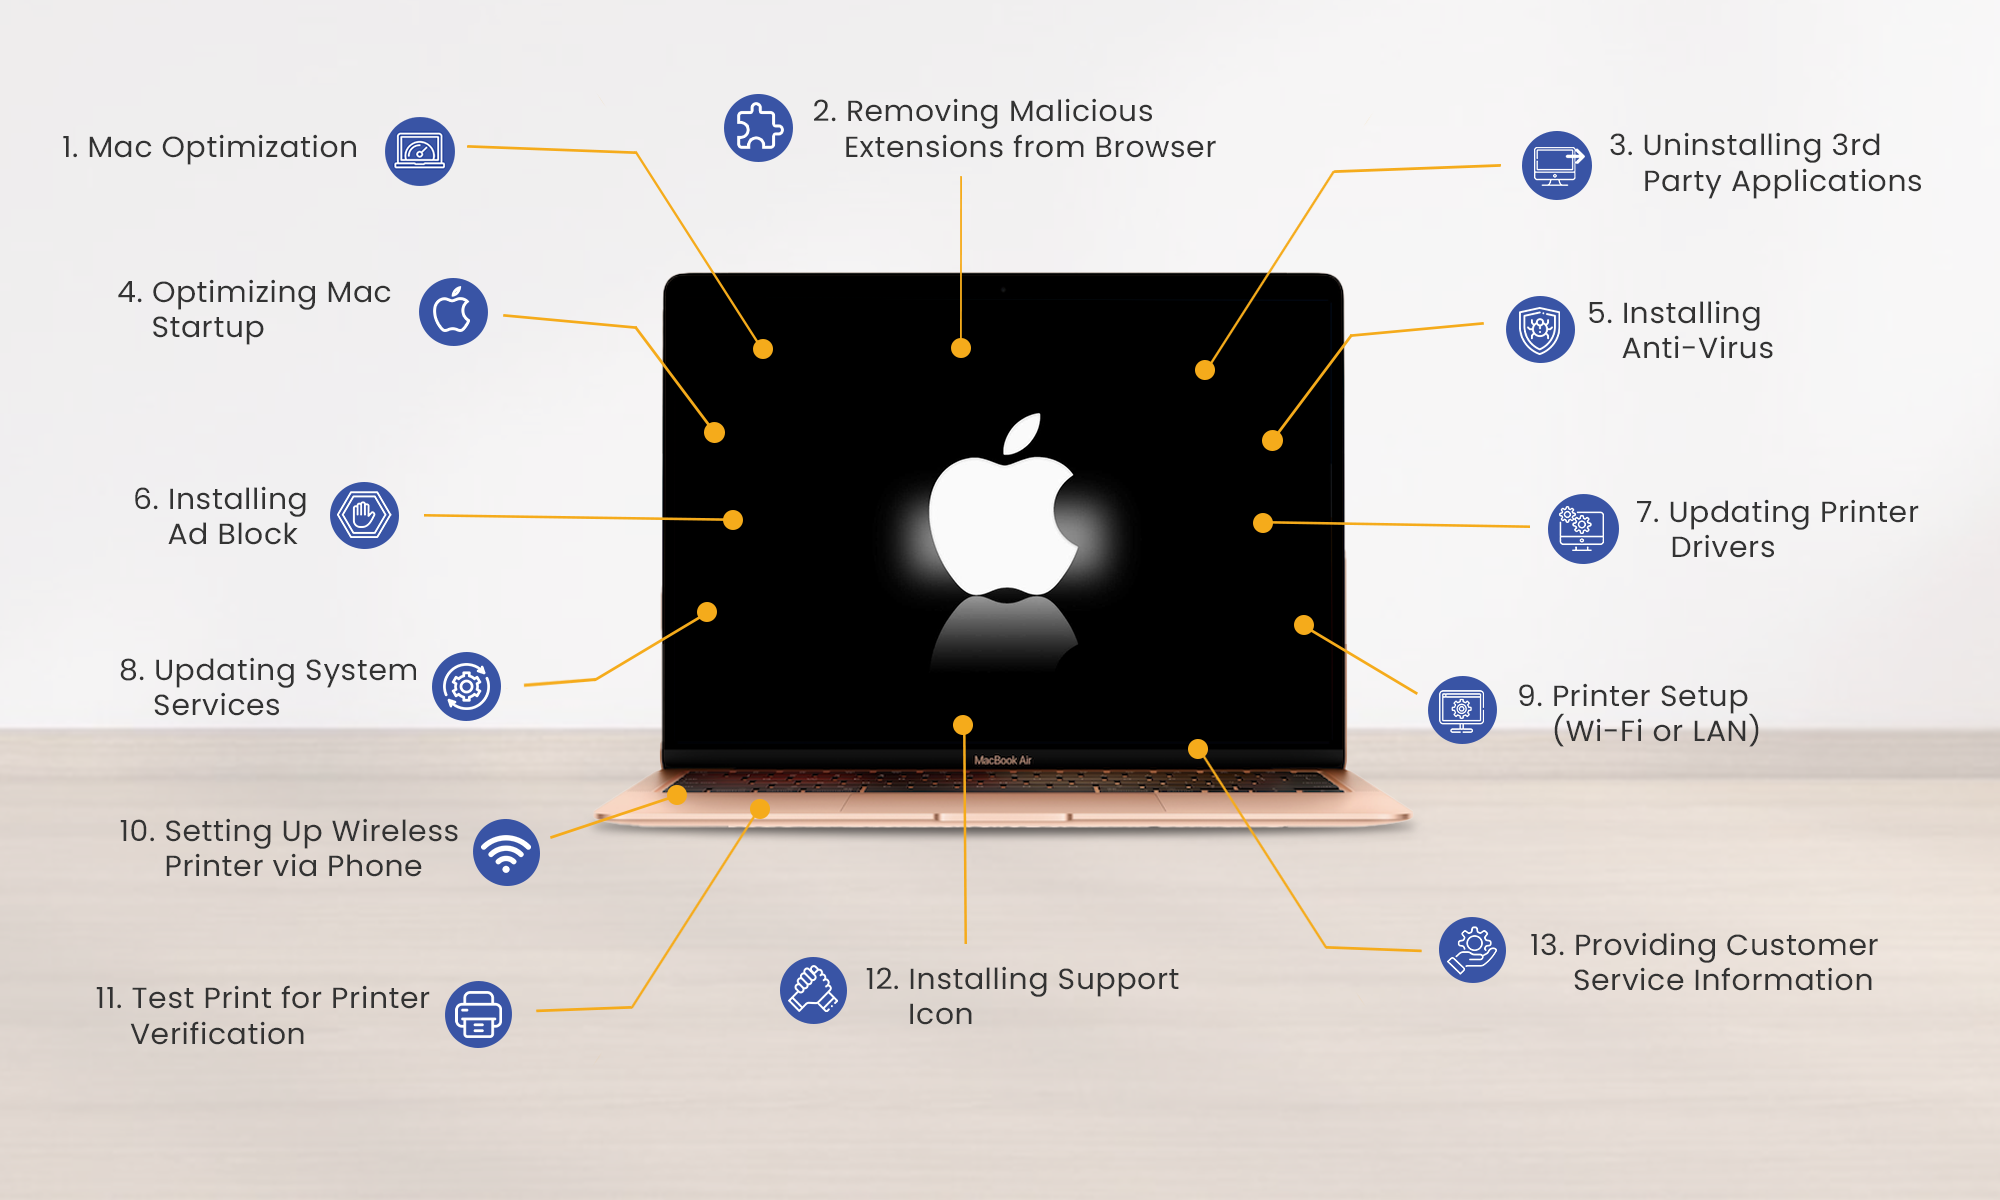 1. Mac Optimization
2. Removing Malicious
Extensions from Browser
3. Uninstalling 3rd
Party Applications
4. Optimizing Mac
Startup
5. Installing
Anti-Virus
6. Installing
Ad Block
7. Updating Printer
Drivers
8. Updating System
Services
9. Printer Setup
(Wi-Fi or LAN)
MacBook Air
10. Setting Up Wireless
Printer via Phone
11. Test Print for Printer
Verification
12. Installing Support
Icon
13. Providing Customer
Service Information